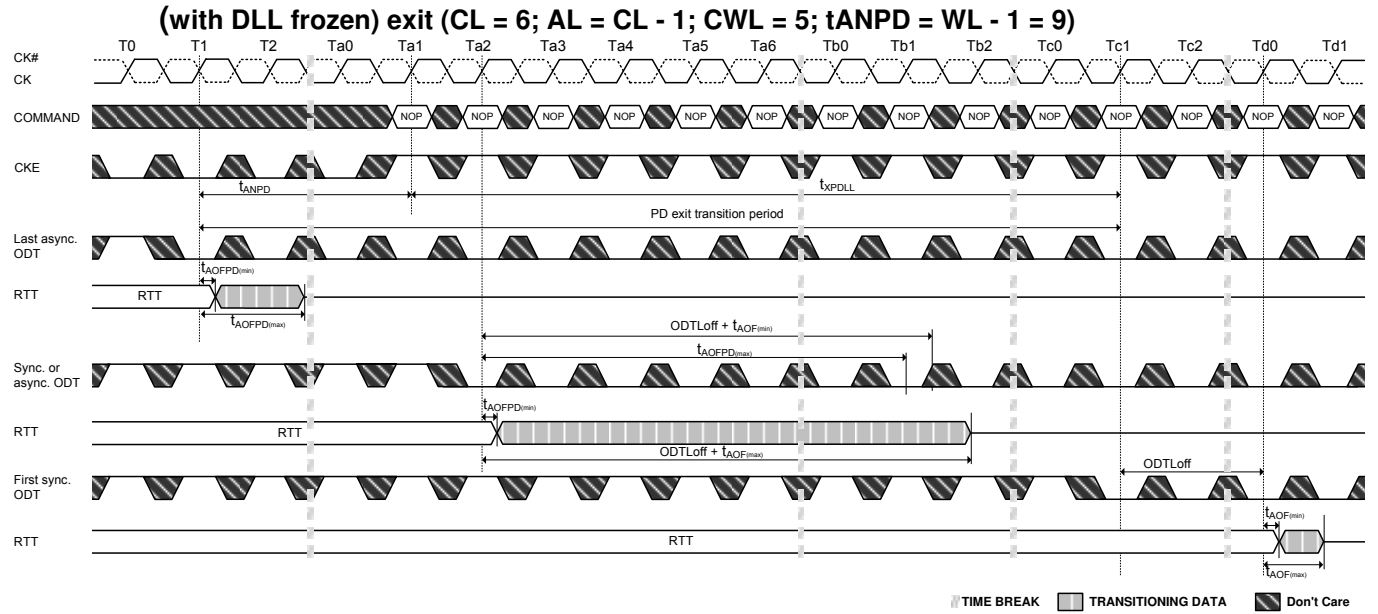 (with DLL frozen) exit (CL = 6; AL = CL - 1; CWL = 5; tANPD = WL - 1 = 9)
T0 T1 T2 Ta0 Ta1 Ta2 Ta3 Ta4 Ta5 Ta6 Tb0 Tb1 Tb2 Tc0 Tc1 Tc2 Td0 Td1
CK#
CK
COMMAND NOP NOP NOP NOP NOP NOP NOP NOP NOP NOP NOP NOP NOP NOP
CKE
tANPD tXPDLL
PD exit transition period
Last async.
ODT
tAOFPD(min)
RTT RTT
tAOFPD(max)
ODTLoff + tAOF(min)
tAOFPD(max)
Sync. or
async. ODT
tAOFPD(min)
RTT RTT
ODTLoff + tAOF(max)
ODTLoff
First sync.
ODT
tAOF(min)
RTT RTT
tAOF(max)
TIME BREAK TRANSITIONING DATA Don't Care